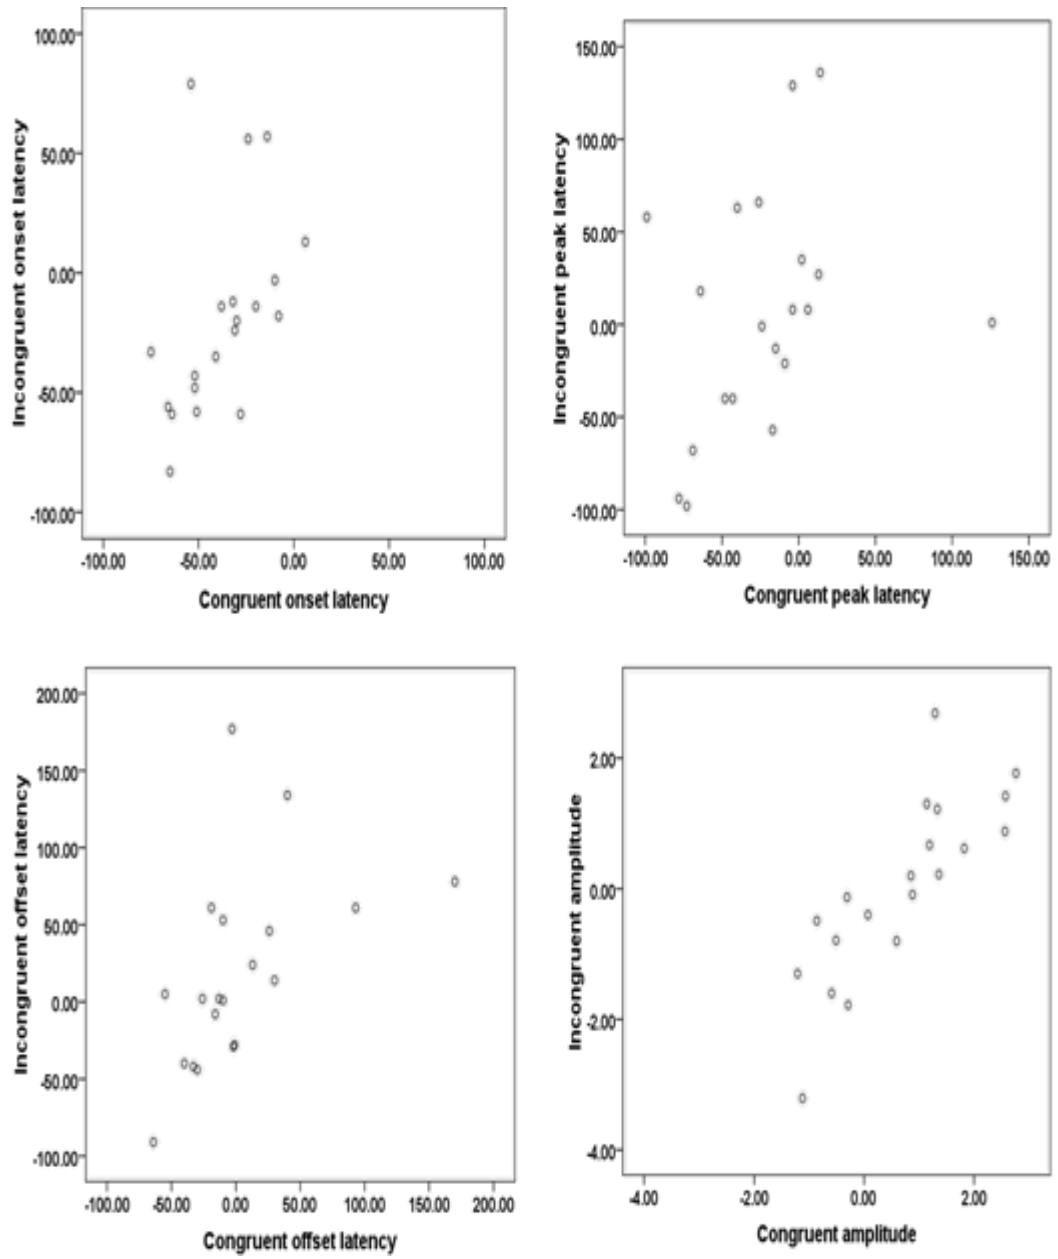 100.00
50.00
0.00
-50.00
-100.00
Incongruent onset latency
-100.00 -50.00 0.00 50.00 100.00
Congruent onset latency
150.00
100.00
50.00
0.00
-50.00
-100.00
Incongruent peak latency
-100.00 -50.00 0.00 50.00 100.00 150.00
Congruent peak latency
200.00
150.00
100.00
50.00
0.00
-50.00
-100.00
Incongruent offset latency
-100.00 -50.00 0.00 50.00 100.00 150.00 200.00
Congruent offset latency
2.00
0.00
-2.00
-4.00
Incongruent amplitude
-4.00 -2.00 0.00 2.00
Congruent amplitude